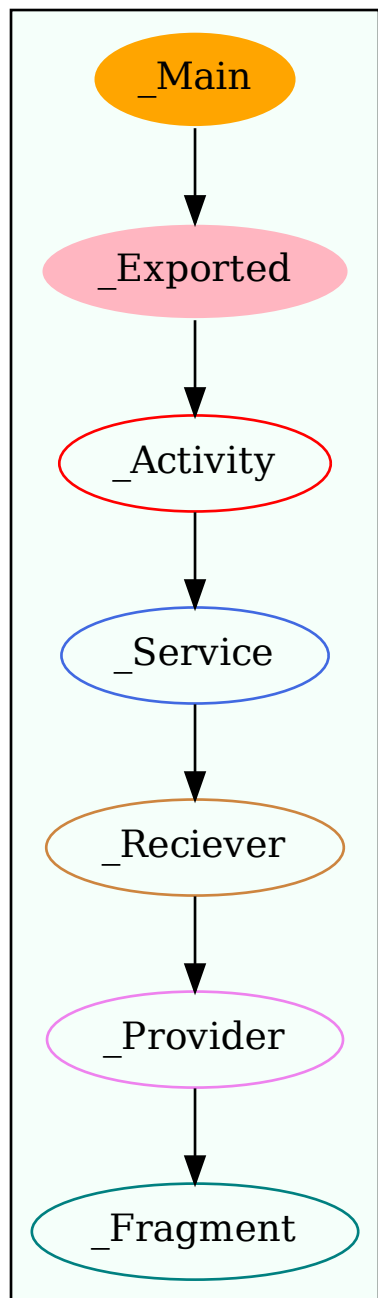 _Main
_Exported
_Activity
_Service
_Reciever
_Provider
_Fragment